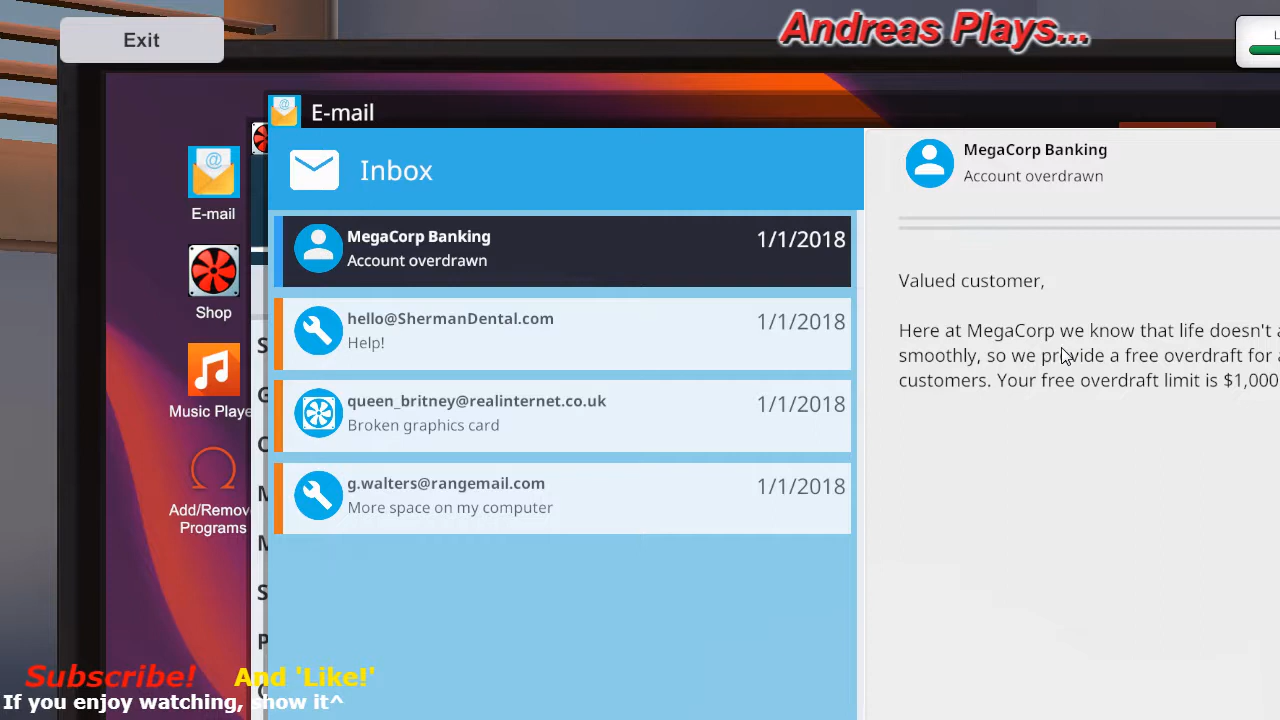 Exit
Andreas Plays...
L
E-mail
Inbox
MegaCorp Banking
Account overdrawn
1/1/2018
hello@ShermanDental.com
Help!
1/1/2018
queen_britney@realinternet.co.uk
Broken graphics card
1/1/2018
g.walters@rangemail.com
More space on my computer
1/1/2018
MegaCorp Banking
Account overdrawn
Valued customer,
Here at MegaCorp we know that life doesn't a
smoothly, so we provide a free overdraft for a
customers. Your free overdraft limit is $1,000
E-mail
Shop
Music Playe
Add/Remov
Programs
S
G
C
M
M
S
P
Subscribe! And 'Like!'
If you enjoy watching, show it^